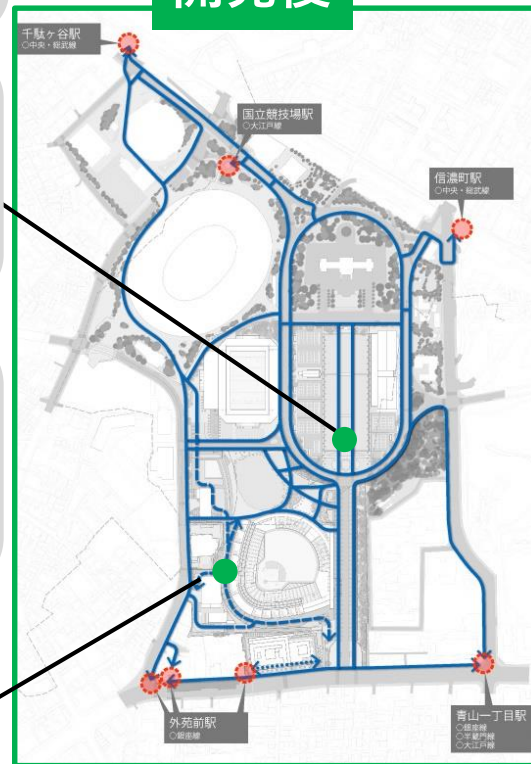 開発後
千駄ヶ谷駅
○中央・総武線
国立競技場駅
○大江戸線
信濃町駅
○中央・総武線
外苑前駅
○銀座線
青山一丁目駅
○銀座線
○半蔵門線
○大江戸線